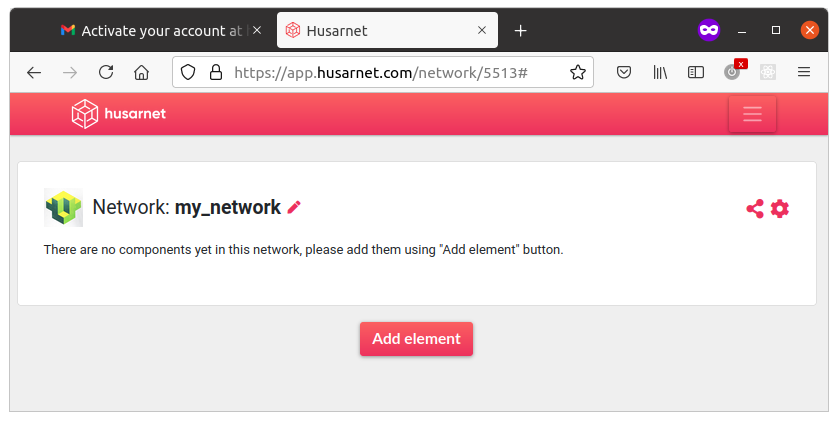 Activate your account at
Husarnet
https://app.husarnet.com/network/5513#
x
husarnet
Network: my_network
There are no components yet in this network, please add them using "Add element" button.
Add element